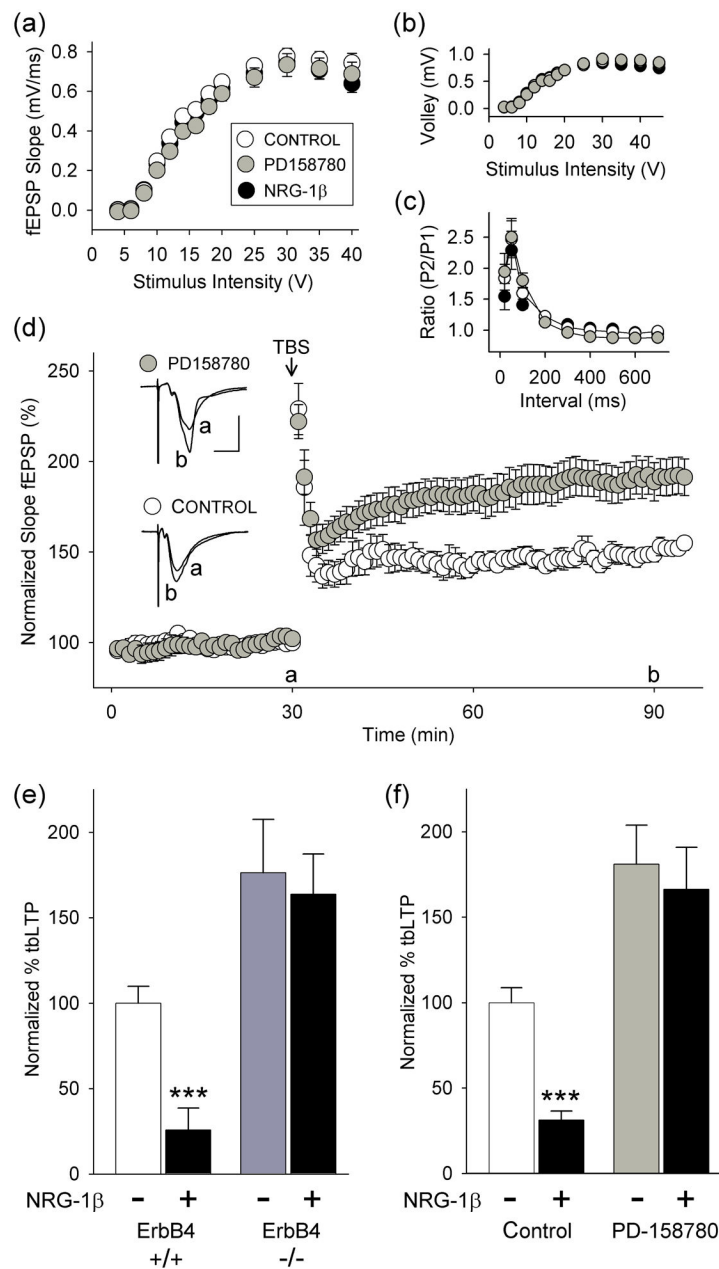 (a)
fEPSP Slope (mV/ms)
0.8
0.6
0.4
0.2
0.0
0 5 10 15 20 25 30 35 40
Stimulus Intensity (V)
CONTROL
PD158780
NRG-1β
(b)
Volley (mV)
1.0
0.5
0.0
0 10 20 30 40
Stimulus Intensity (V)
(c)
Ratio (P2/P1)
2.5
2.0
1.5
1.0
0 200 400 600
Interval (ms)
(d)
Normalized Slope fEPSP (%)
250
200
150
100
PD158780
a
b
CONTROL
a
b
TBS
a
b
0 30 60 90
Time (min)
(e)
Normalized % tbLTP
200
150
100
50
0
***
NRG-1β - + - +
ErbB4 ErbB4
+/+ -/-
(f)
Normalized % tbLTP
200
150
100
50
0
***
NRG-1β - + - +
Control PD-158780